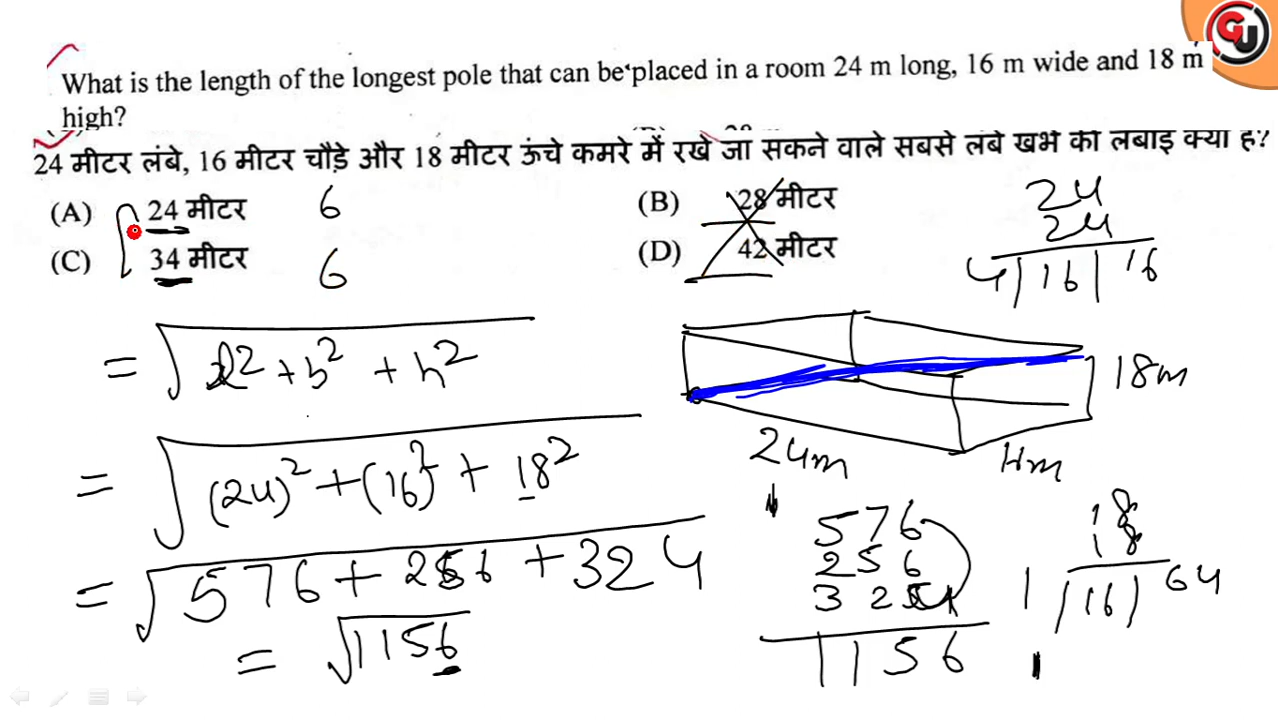 GU
What is the length of the longest pole that can be placed in a room 24 m long, 16 m wide and 18 m
high?
24 मीटर लंबे, 16 मीटर चौड़े और 18 मीटर ऊंचे कमरे में रखे जा सकने वाले सबसे लंबे खंभे की लंबाई क्या है?
(A) 24 मीटर 6 (B) 28 मीटर
(C) 34 मीटर 6 (D) 42 मीटर
24
24
4|16|16
= √l² + b² + h²
18m
24m
= √(24)² + (16)² + 18²
576
256
324
1156
18
18
1|16|64
= √576 + 256 + 324
= √1156